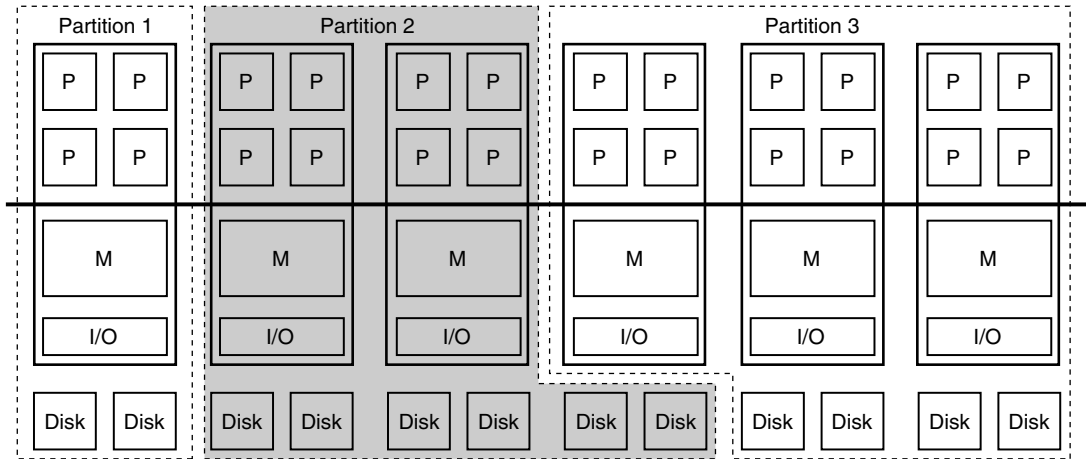 Partition 1 Partition 2 Partition 3
P P P P P P P P P P P P
P P P P P P P P P P P P
M M M M M M
I/O I/O I/O I/O I/O I/O
Disk Disk Disk Disk Disk Disk Disk Disk Disk Disk Disk Disk